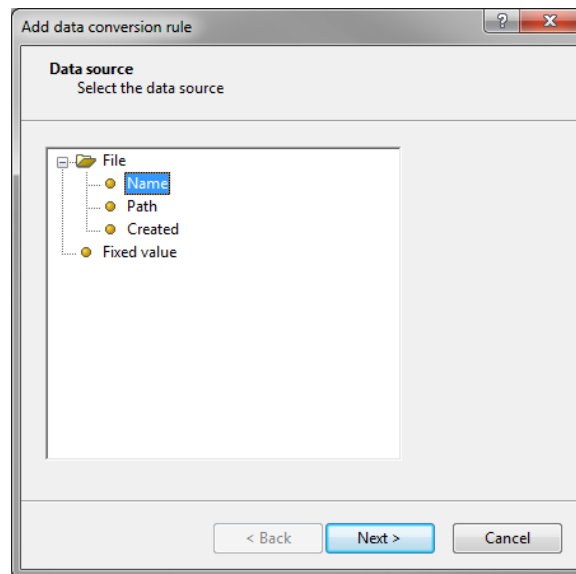 Add data conversion rule
?
Data source
Select the data source
File
Name
Path
Created
Fixed value
< Back Next > Cancel